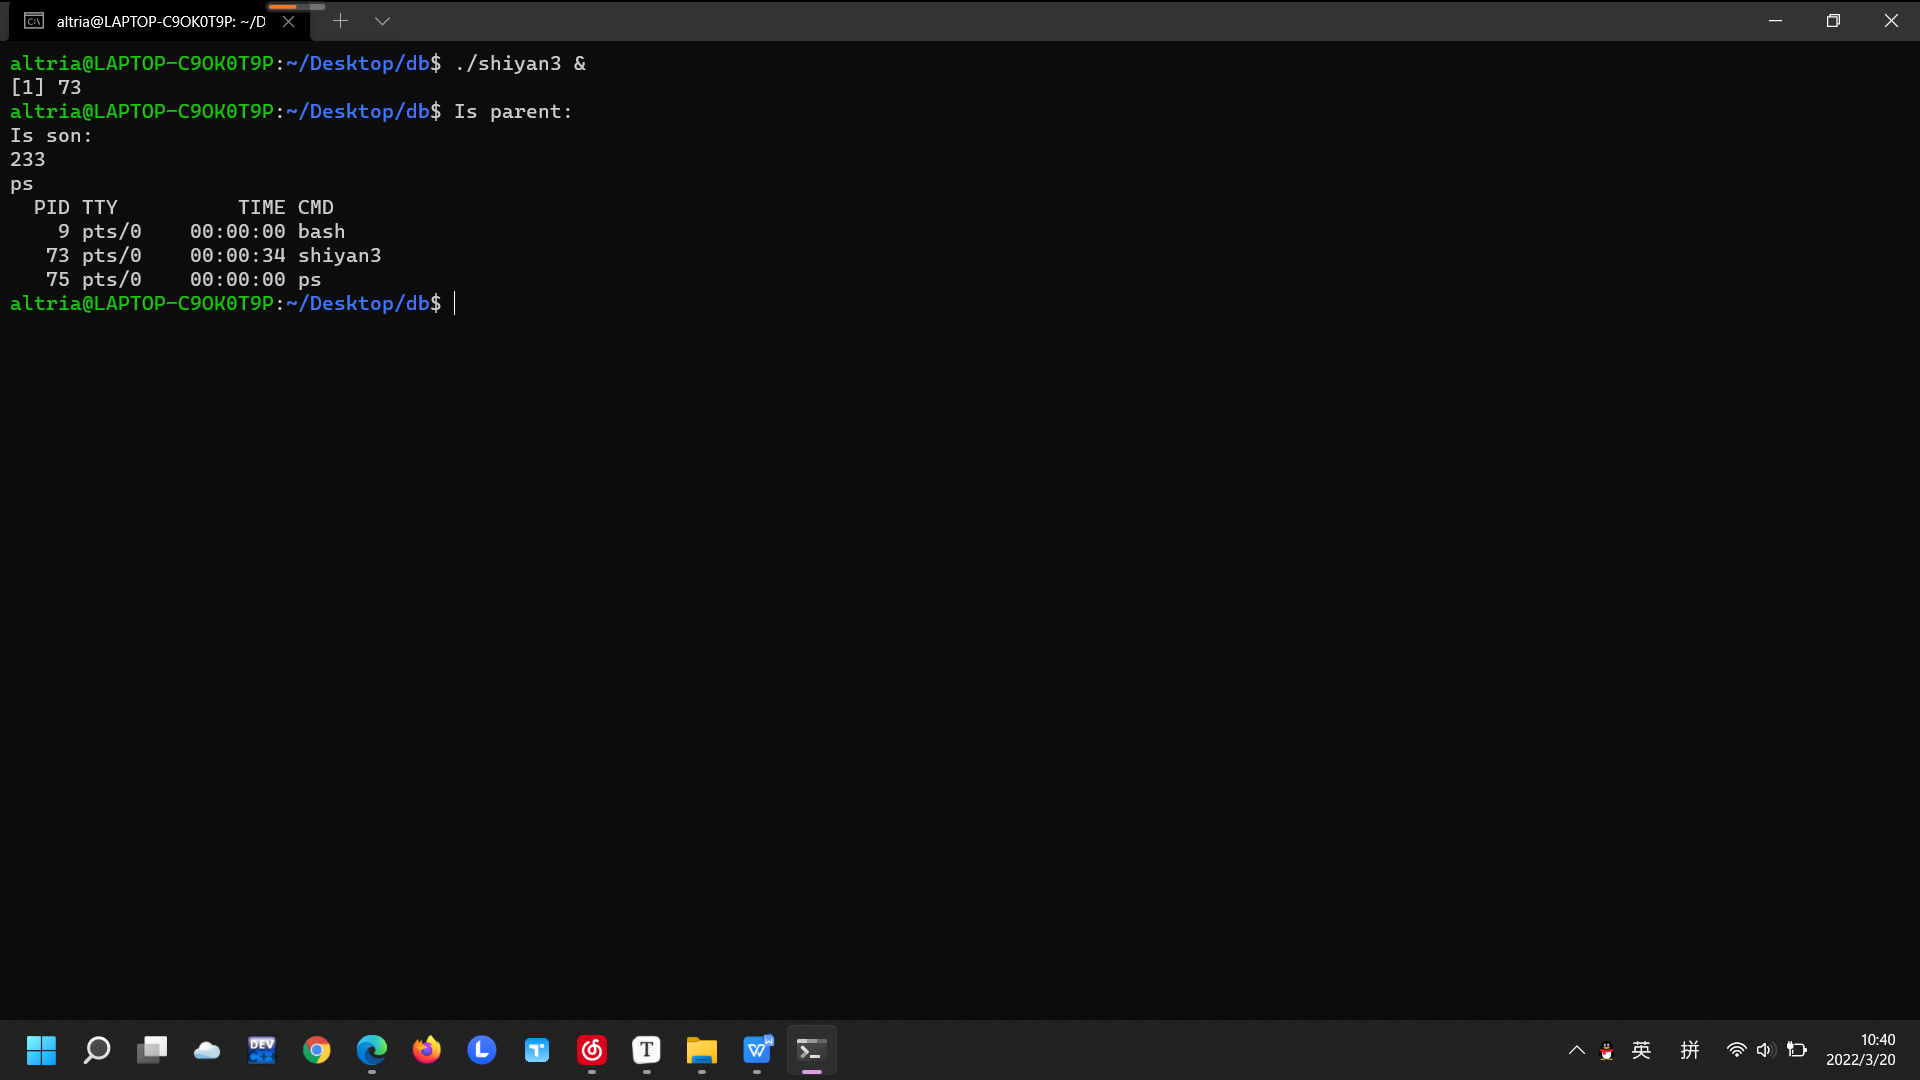 altria@LAPTOP-C9OK0T9P: ~/D
altria@LAPTOP-C9OK0T9P:~/Desktop/db$ ./shiyan3 &
[1] 73
altria@LAPTOP-C9OK0T9P:~/Desktop/db$ Is parent:
Is son:
233
ps
  PID TTY          TIME CMD
    9 pts/0    00:00:00 bash
   73 pts/0    00:00:34 shiyan3
   75 pts/0    00:00:00 ps
altria@LAPTOP-C9OK0T9P:~/Desktop/db$
DEV
C++
L
T
T
W
英 拼
10:40
2022/3/20